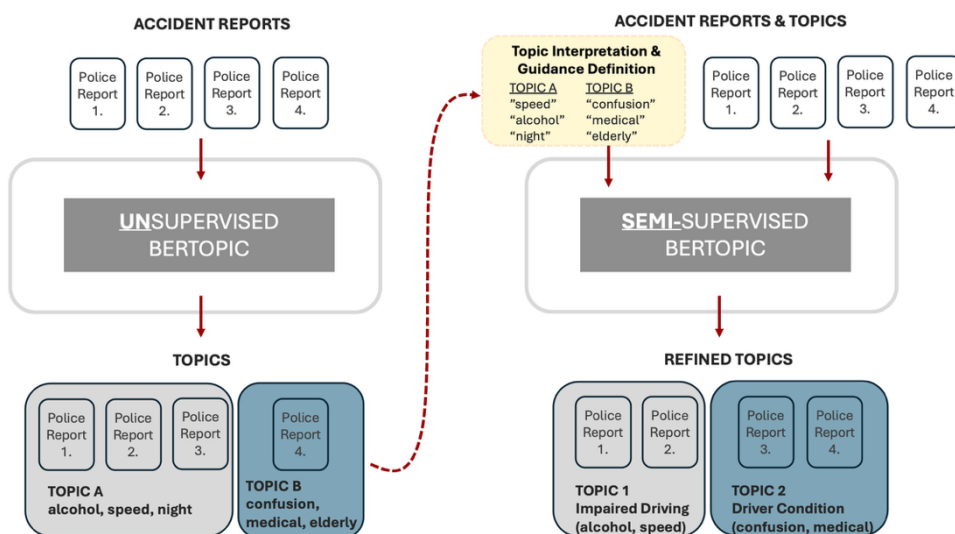 ACCIDENT REPORTS
Police
Report
1.
Police
Report
2.
Police
Report
3.
Police
Report
4.
UNSUPERVISED
BERTOPIC
TOPICS
Police
Report
1.
Police
Report
2.
Police
Report
3.
TOPIC A
alcohol, speed, night
Police
Report
4.
TOPIC B
confusion,
medical, elderly
ACCIDENT REPORTS & TOPICS
Topic Interpretation &
Guidance Definition
TOPIC A
"speed"
"alcohol"
"night"
TOPIC B
"confusion"
"medical"
"elderly"
Police
Report
1.
Police
Report
2.
Police
Report
3.
Police
Report
4.
SEMI-SUPERVISED
BERTOPIC
REFINED TOPICS
Police
Report
1.
Police
Report
2.
TOPIC 1
Impaired Driving
(alcohol, speed)
Police
Report
3.
Police
Report
4.
TOPIC 2
Driver Condition
(confusion, medical)